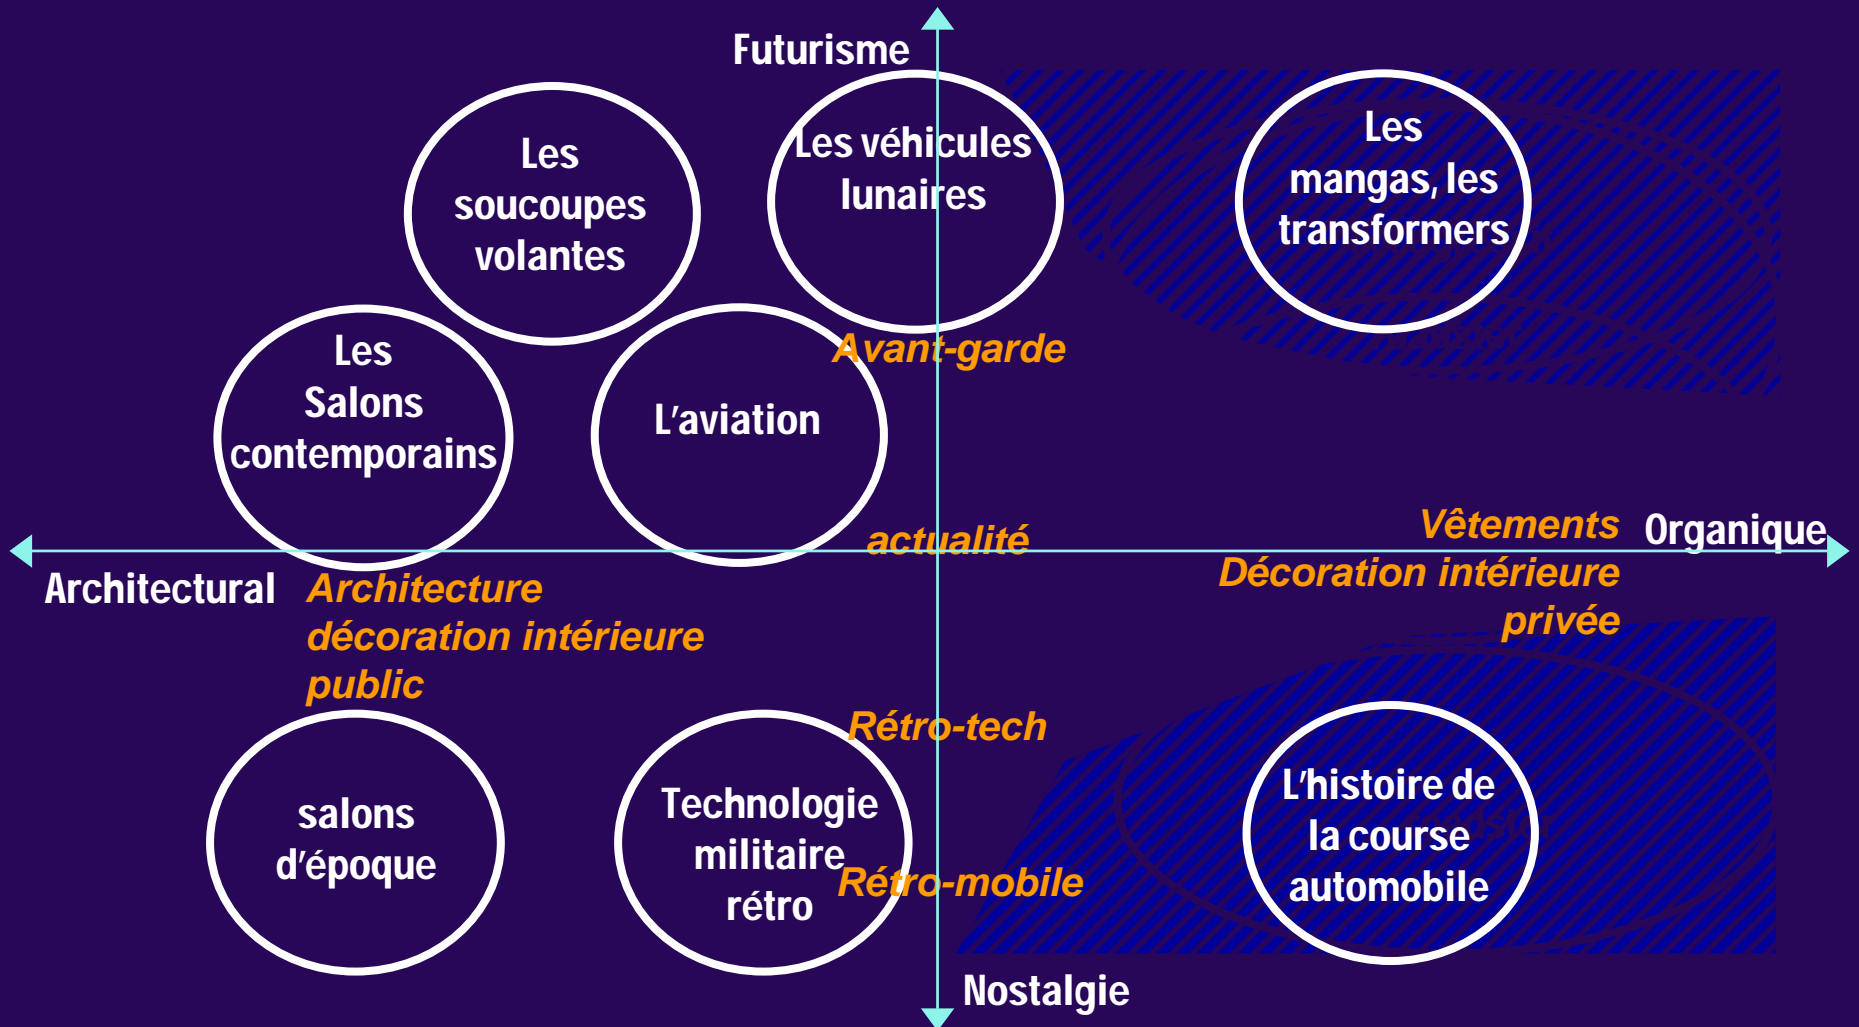 Futurisme
Les
soucoupes
volantes
Les véhicules
lunaires
Les
mangas, les
transformers
Les
Salons
contemporains
L'aviation
Avant-garde
actualité
Vêtements
Organique
Décoration intérieure
privée
Architectural
Architecture
décoration intérieure
public
Rétro-tech
salons
d'époque
Technologie
militaire
rétro
Rétro-mobile
L'histoire de
la course
automobile
Nostalgie